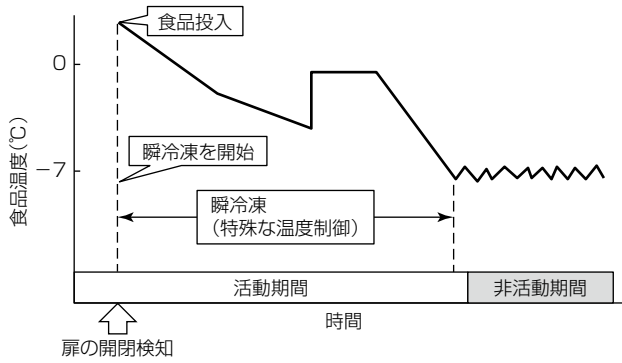 食品投入
0
瞬冷凍を開始
−7
食品温度(℃)
瞬冷凍
(特殊な温度制御)
活動期間
非活動期間
時間
扉の開閉検知